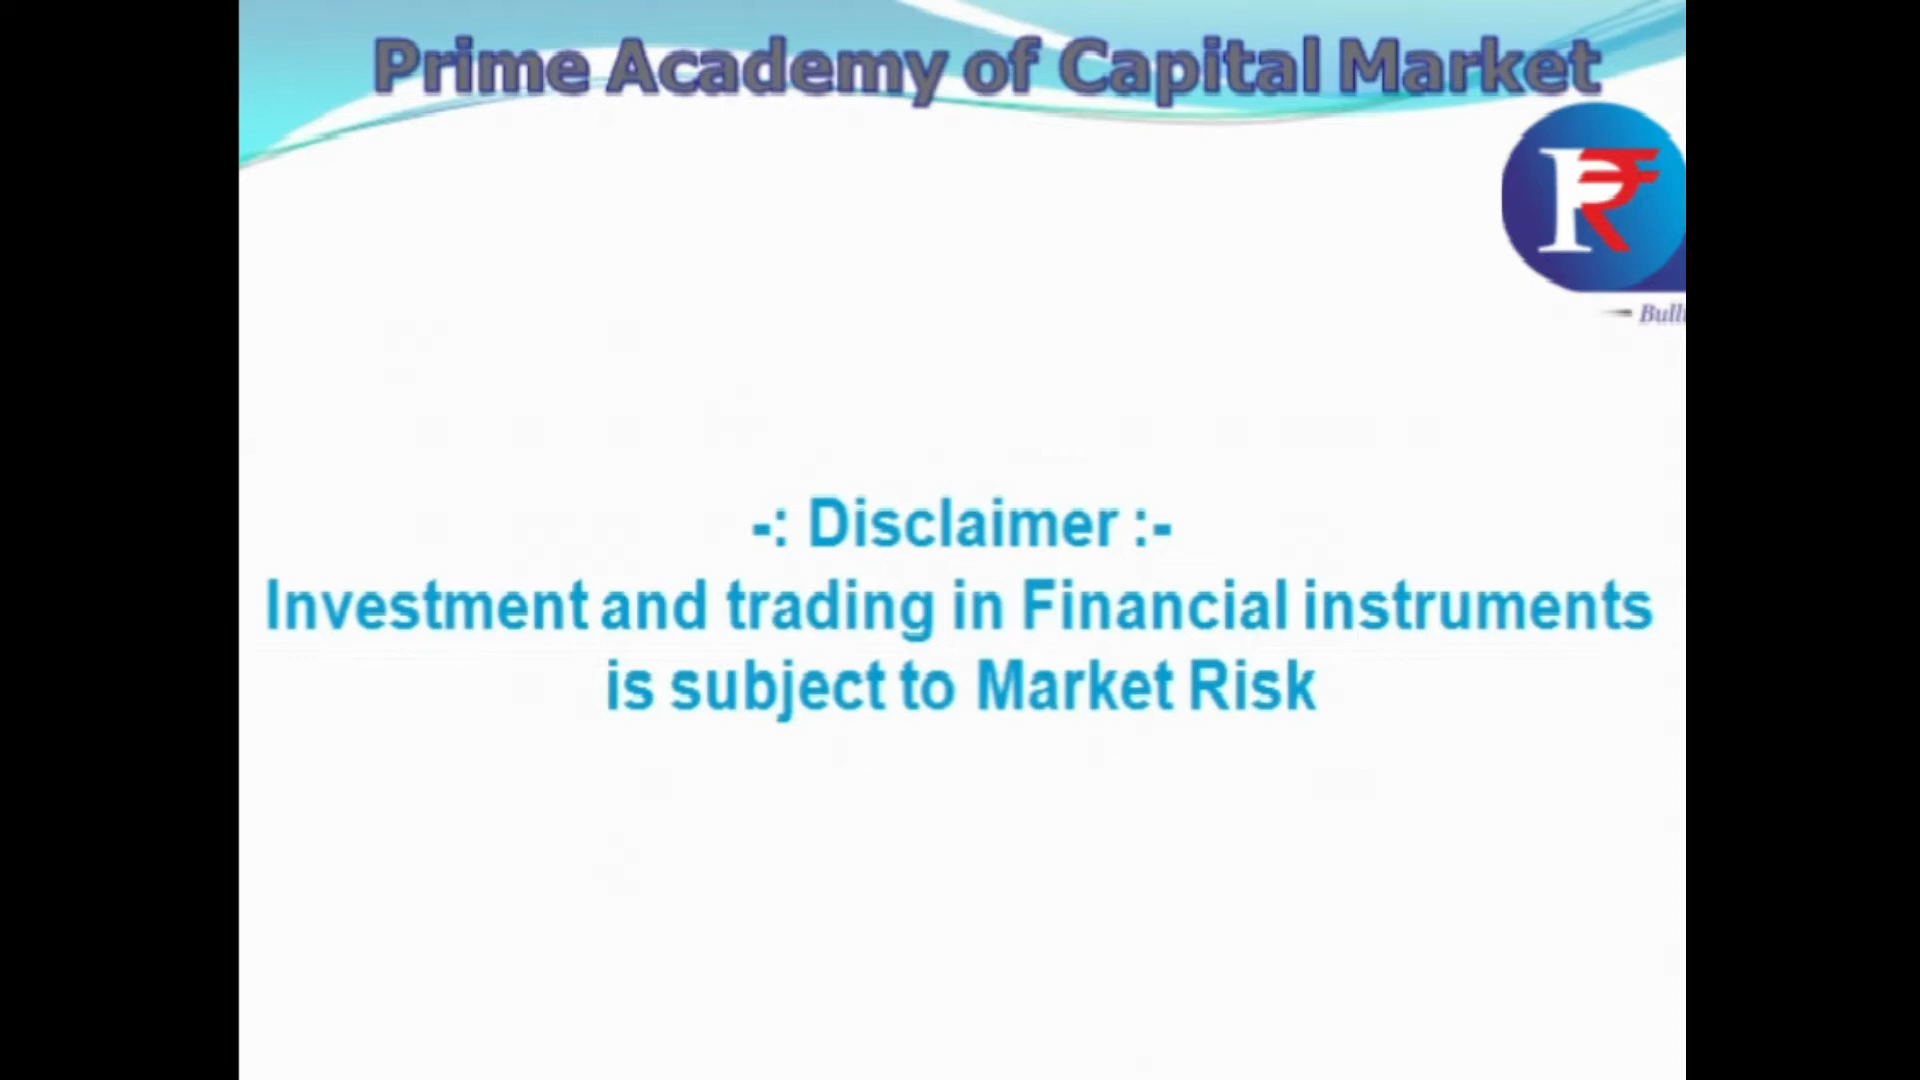 Prime Academy of Capital Market
-: Disclaimer :-
Investment and trading in Financial instruments
is subject to Market Risk